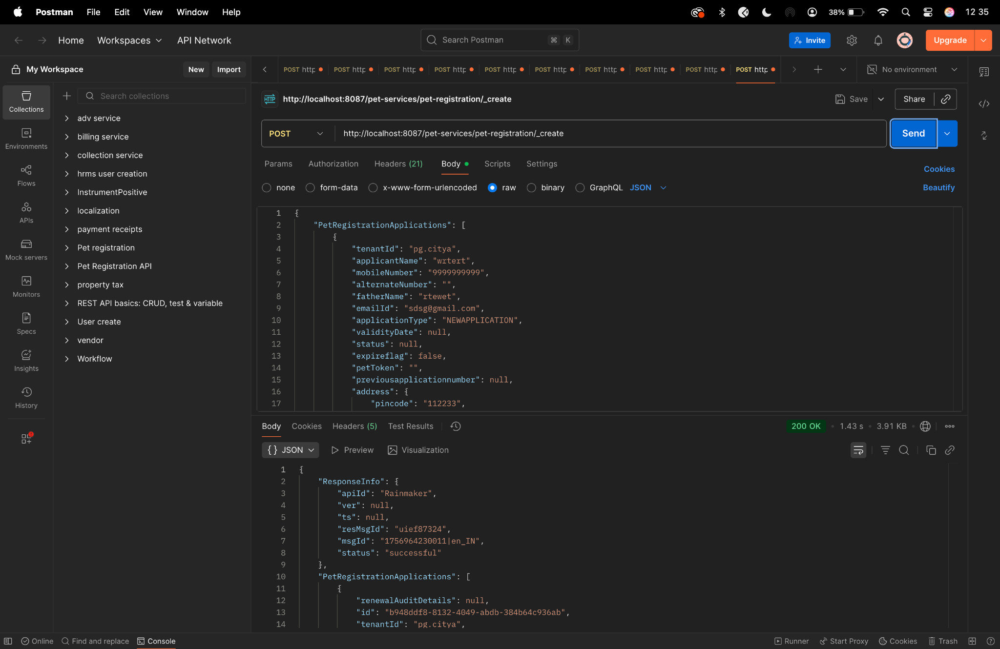 Postman File Edit View Window Help 38% 12 35
Home Workspaces API Network Search Postman ⌘ K Invite Upgrade
My Workspace New Import
POST http POST http POST http POST http POST http POST http POST http POST http POST http POST http No environment
Collections
Environments
Flows
APIs
Mock servers
Monitors
Specs
Insights
History
Search collections
adv service
billing service
collection service
hrms user creation
InstrumentPositive
localization
payment receipts
Pet registration
Pet Registration API
property tax
REST API basics: CRUD, test & variable
User create
vendor
Workflow
HTTP http://localhost:8087/pet-services/pet-registration/_create Save Share
POST http://localhost:8087/pet-services/pet-registration/_create Send
Params Authorization Headers (21) Body Scripts Settings Cookies
none form-data x-www-form-urlencoded raw binary GraphQL JSON Beautify
1 {
2 "PetRegistrationApplications": [
3 {
4 "tenantId": "pg.citya",
5 "applicantName": "wrtert",
6 "mobileNumber": "9999999999",
7 "alternateNumber": "",
8 "fatherName": "rtewet",
9 "emailId": "sdsg@gmail.com",
10 "applicationType": "NEWAPPLICATION",
11 "validityDate": null,
12 "status": null,
13 "expireflag": false,
14 "petToken": "",
15 "previousapplicationnumber": null,
16 "address": {
17 "pincode": "112233",
Body Cookies Headers (5) Test Results 200 OK • 1.43 s • 3.91 KB •
{} JSON Preview Visualization
1 {
2 "ResponseInfo": {
3 "apiId": "Rainmaker",
4 "ver": null,
5 "ts": null,
6 "resMsgId": "uief87324",
7 "msgId": "1756964230011|en_IN",
8 "status": "successful"
9 },
10 "PetRegistrationApplications": [
11 {
12 "renewalAuditDetails": null,
13 "id": "b948ddf8-8132-4049-abdb-384b64c936ab",
14 "tenantId": "pg.citya",
Online Find and replace Console Runner Start Proxy Cookies Trash